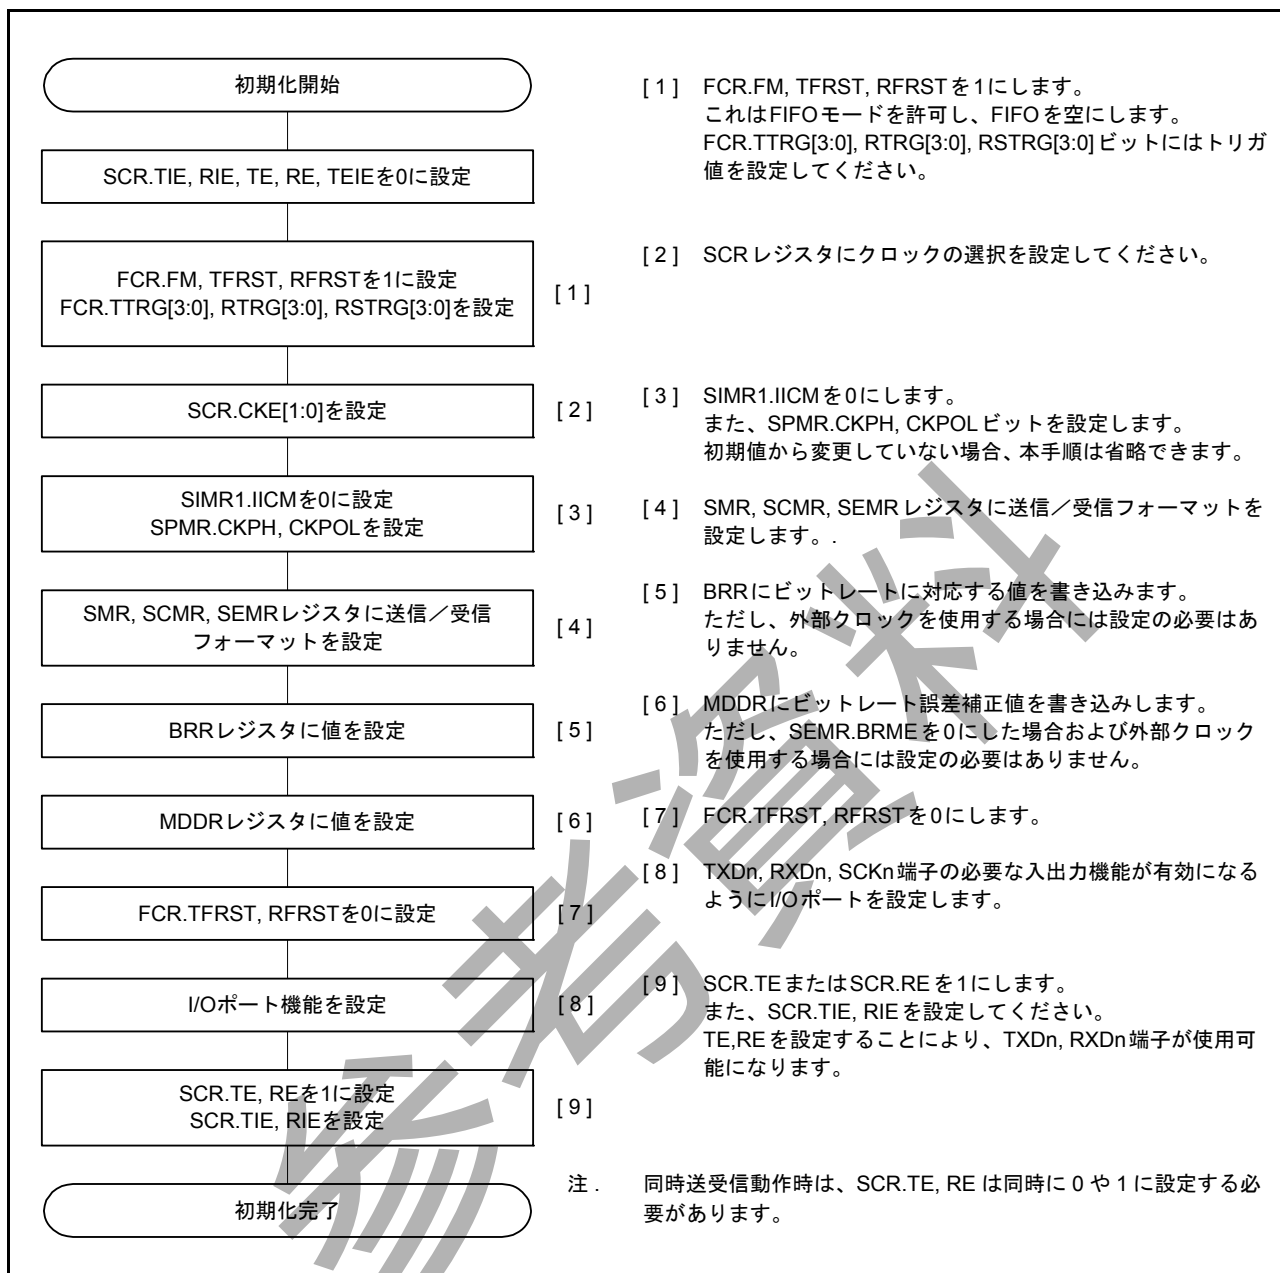 初期化開始
SCR.TIE, RIE, TE, RE, TEIEを0に設定
FCR.FM, TFRST, RFRSTを1に設定
FCR.TTRG[3:0], RTRG[3:0], RSTRG[3:0]を設定
[ 1 ]
SCR.CKE[1:0]を設定
[ 2 ]
SIMR1.IICMを0に設定
SPMR.CKPH, CKPOLを設定
[ 3 ]
SMR, SCMR, SEMRレジスタに送信／受信
フォーマットを設定
[ 4 ]
BRRレジスタに値を設定
[ 5 ]
MDDRレジスタに値を設定
[ 6 ]
FCR.TFRST, RFRSTを0に設定
[ 7 ]
I/Oポート機能を設定
[ 8 ]
SCR.TE, REを1に設定
SCR.TIE, RIEを設定
[ 9 ]
初期化完了
[ 1 ] FCR.FM, TFRST, RFRSTを1にします。
これはFIFOモードを許可し、FIFOを空にします。
FCR.TTRG[3:0], RTRG[3:0], RSTRG[3:0]ビットにはトリガ
値を設定してください。
[ 2 ] SCRレジスタにクロックの選択を設定してください。
[ 3 ] SIMR1.IICMを0にします。
また、SPMR.CKPH, CKPOLビットを設定します。
初期値から変更していない場合、本手順は省略できます。
[ 4 ] SMR, SCMR, SEMRレジスタに送信／受信フォーマットを
設定します。.
[ 5 ] BRRにビットレートに対応する値を書き込みます。
ただし、外部クロックを使用する場合には設定の必要はあ
りません。
[ 6 ] MDDRにビットレート誤差補正値を書き込みします。
ただし、SEMR.BRMEを0にした場合および外部クロック
を使用する場合には設定の必要はありません。
[ 7 ] FCR.TFRST, RFRSTを0にします。
[ 8 ] TXDn, RXDn, SCKn端子の必要な入出力機能が有効になる
ようにI/Oポートを設定します。
[ 9 ] SCR.TEまたはSCR.REを1にします。
また、SCR.TIE, RIEを設定してください。
TE,REを設定することにより、TXDn, RXDn端子が使用可
能になります。
注 . 同時送受信動作時は、SCR.TE, RE は同時に 0 や 1 に設定する必
要があります。
参考資料